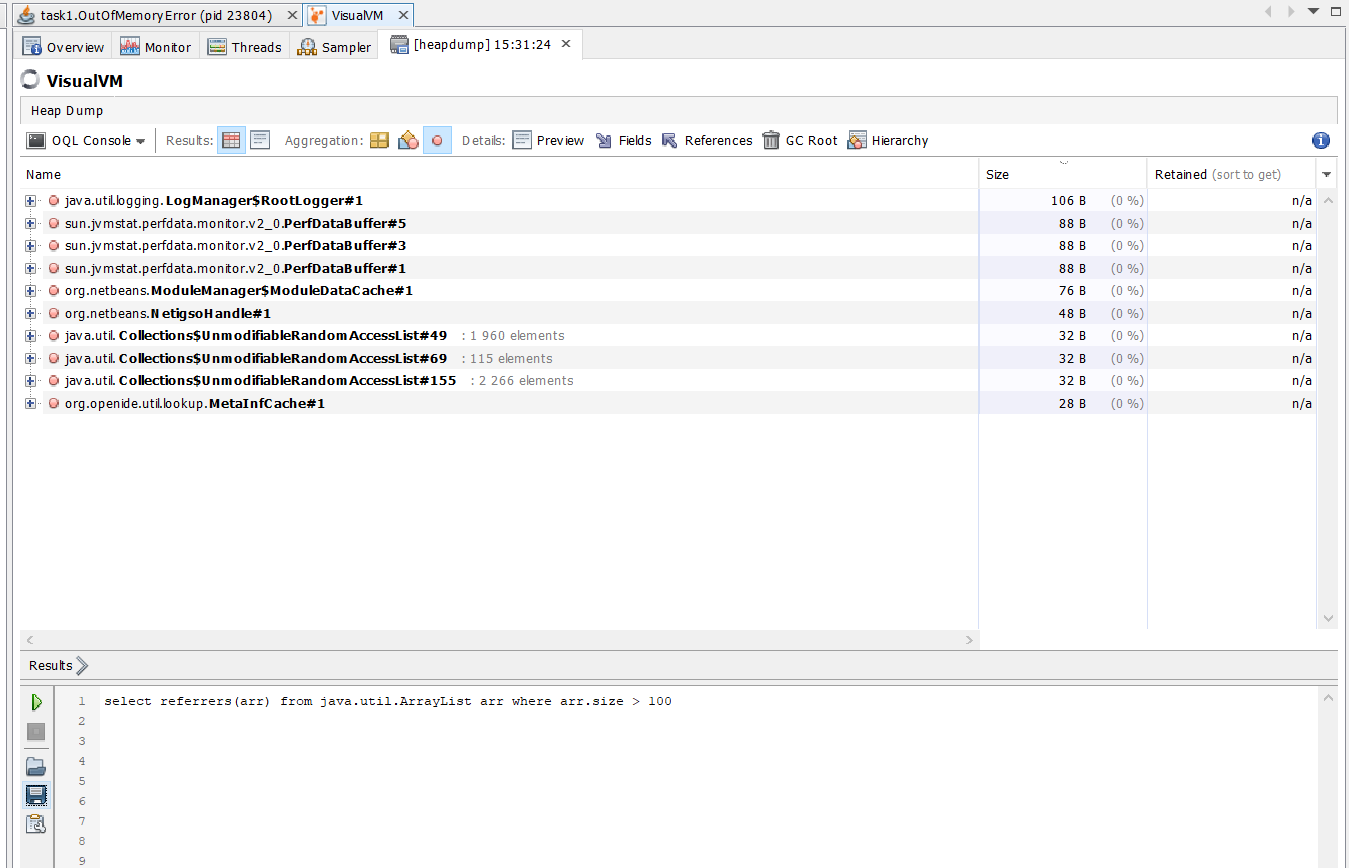 task1.OutOfMemoryError (pid 23804) VisualVM
Overview Monitor Threads Sampler [heapdump] 15:31:24
VisualVM
Heap Dump
OQL Console Results: Aggregation: Details: Preview Fields References GC Root Hierarchy
Name Size Retained (sort to get)
java.util.logging.LogManager$RootLogger#1 106 B (0 %) n/a
sun.jvmstat.perfdata.monitor.v2_0.PerfDataBuffer#5 88 B (0 %) n/a
sun.jvmstat.perfdata.monitor.v2_0.PerfDataBuffer#3 88 B (0 %) n/a
sun.jvmstat.perfdata.monitor.v2_0.PerfDataBuffer#1 88 B (0 %) n/a
org.netbeans.ModuleManager$ModuleDataCache#1 76 B (0 %) n/a
org.netbeans.NetigsoHandle#1 48 B (0 %) n/a
java.util.Collections$UnmodifiableRandomAccessList#49 : 1 960 elements 32 B (0 %) n/a
java.util.Collections$UnmodifiableRandomAccessList#69 : 115 elements 32 B (0 %) n/a
java.util.Collections$UnmodifiableRandomAccessList#155 : 2 266 elements 32 B (0 %) n/a
org.openide.util.lookup.MetaInfCache#1 28 B (0 %) n/a
Results
1 select referrers(arr) from java.util.ArrayList arr where arr.size > 100
2
3
4
5
6
7
8
9